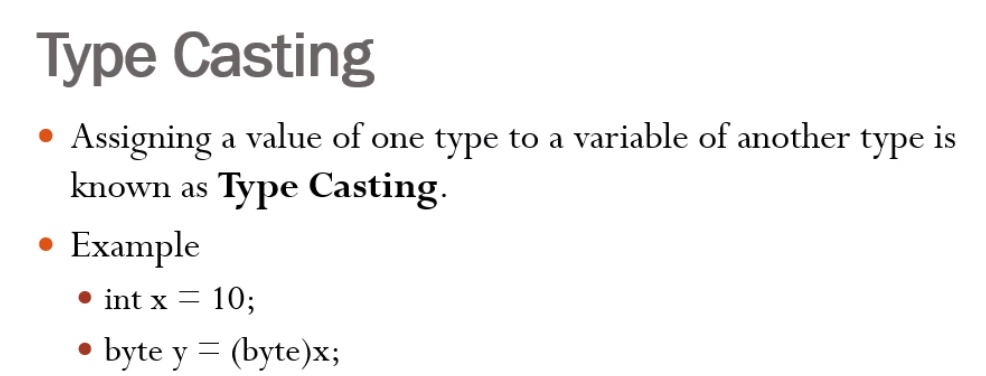 Type Casting
Assigning a value of one type to a variable of another type is
known as Type Casting.
Example
int x = 10;
byte y = (byte)x;